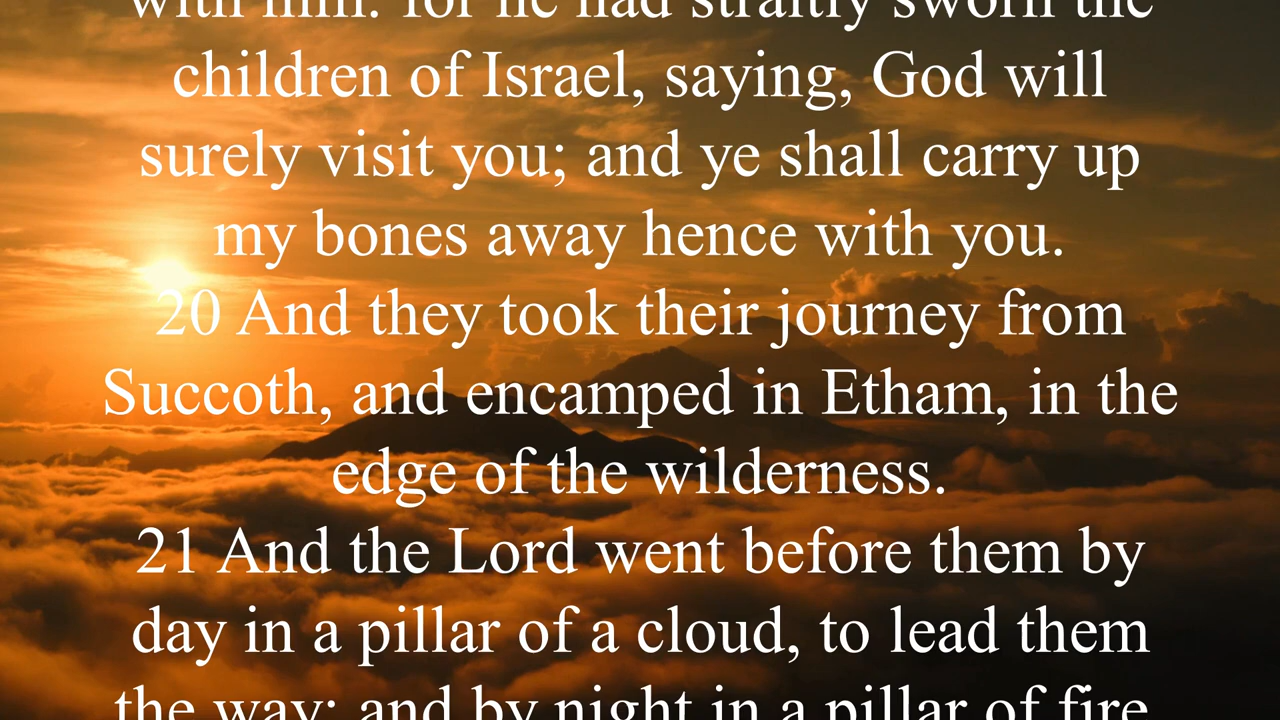 with him: for he had straitly sworn the
children of Israel, saying, God will
surely visit you; and ye shall carry up
my bones away hence with you.
20 And they took their journey from
Succoth, and encamped in Etham, in the
edge of the wilderness.
21 And the Lord went before them by
day in a pillar of a cloud, to lead them
the way; and by night in a pillar of fire